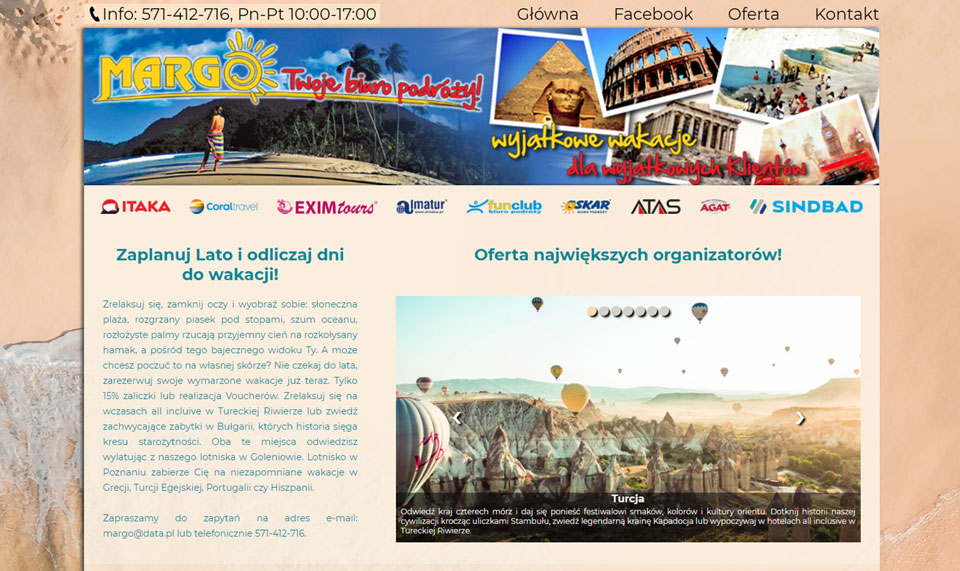 Info: 571-412-716, Pn-Pt 10:00-17:00
Główna Facebook Oferta Kontakt
MARGO
Twoje biuro podróży!
wyjątkowe wakacje
dla wyjątkowych Klientów
ITAKA Coraltravel EXIMtours Almatur www.almatur.pl funclub biuro podróży OSKAR BIURO PODRÓŻY ATAS AGAT SINDBAD
Zaplanuj Lato i odliczaj dni
do wakacji!
Zrelaksuj się, zamknij oczy i wyobraź sobie: słoneczna
plaża, rozgrzany piasek pod stopami, szum oceanu,
rozłożyste palmy rzucają przyjemny cień na rozkołysany
hamak, a pośród tego bajecznego widoku Ty. A może
chcesz poczuć to na własnej skórze? Nie czekaj do lata,
zarezerwuj swoje wymarzone wakacje już teraz. Tylko
15% zaliczki lub realizacja Voucherów. Zrelaksuj się na
wczasach all incluive w Tureckiej Riwierze lub zwiedź
zachwycające zabytki w Bułgarii, których historia sięga
kresu starożytności. Oba te miejsca odwiedzisz
wylatując z naszego lotniska w Goleniowie. Lotnisko w
Poznaniu zabierze Cię na niezapomniane wakacje w
Grecji, Turcji Egejskiej, Portugalii czy Hiszpanii.
Zapraszamy do zapytań na adres e-mail:
margo@data.pl lub telefonicznie 571-412-716.
Oferta największych organizatorów!
Turcja
Odwiedź kraj czterech mórz i daj się ponieść festiwalowi smaków, kolorów i kultury orientu. Dotknij historii naszej
cywilizacji krocząc uliczkami Stambułu, zwiedź legendarną krainę Kapadocja lub wypoczywaj w hotelach all inclusive w
Tureckiej Riwierze.